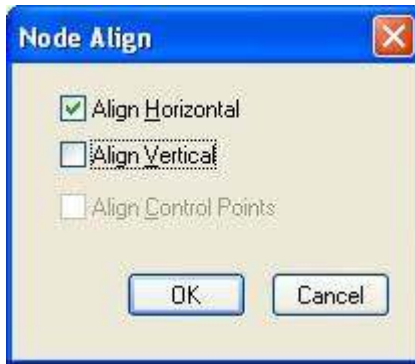 Node Align
Align Horizontal
Align Vertical
Align Control Points
OK
Cancel